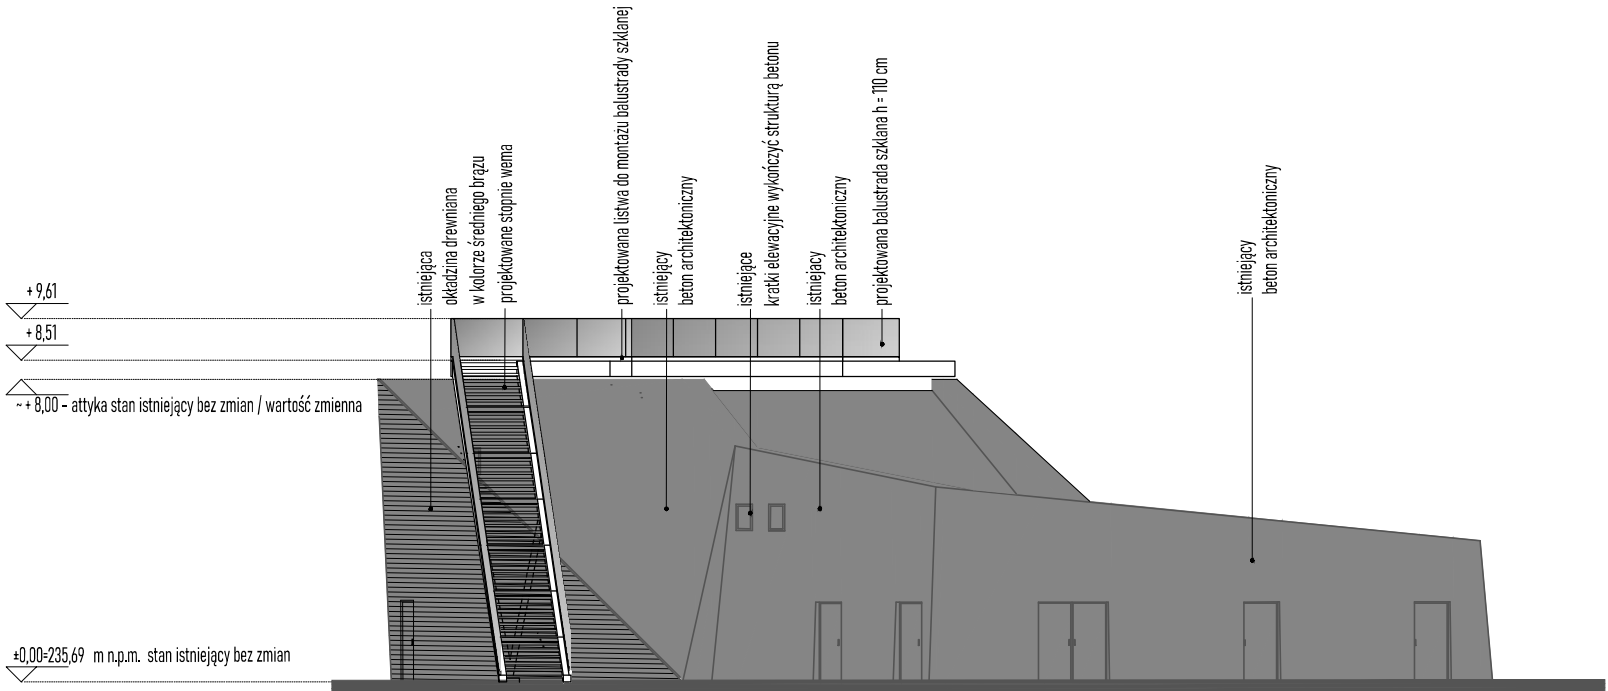 + 9,61
+ 8,51
~ + 8,00 – attyka stan istniejący bez zmian / wartość zmienna
±0,00=235,69 m n.p.m. stan istniejący bez zmian
istniejąca
okładzina drewniana
w kolorze średniego brązu
projektowane stopnie wema
projektowana listwa do montażu balustrady szklanej
istniejący
beton architektoniczny
istniejące
kratki elewacyjne wykończyć strukturą betonu
istniejacy
beton architektoniczny
projektowana balustrada szklana h = 110 cm
istniejący
beton architektoniczny